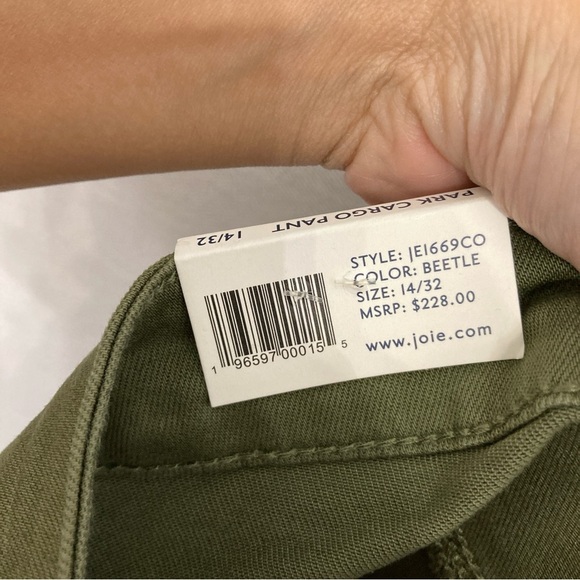 PARK CARGO PANT 14/32
STYLE: JE1669CO
COLOR: BEETLE
SIZE: 14/32
MSRP: $228.00
www.joie.com
1 96597 00015 5